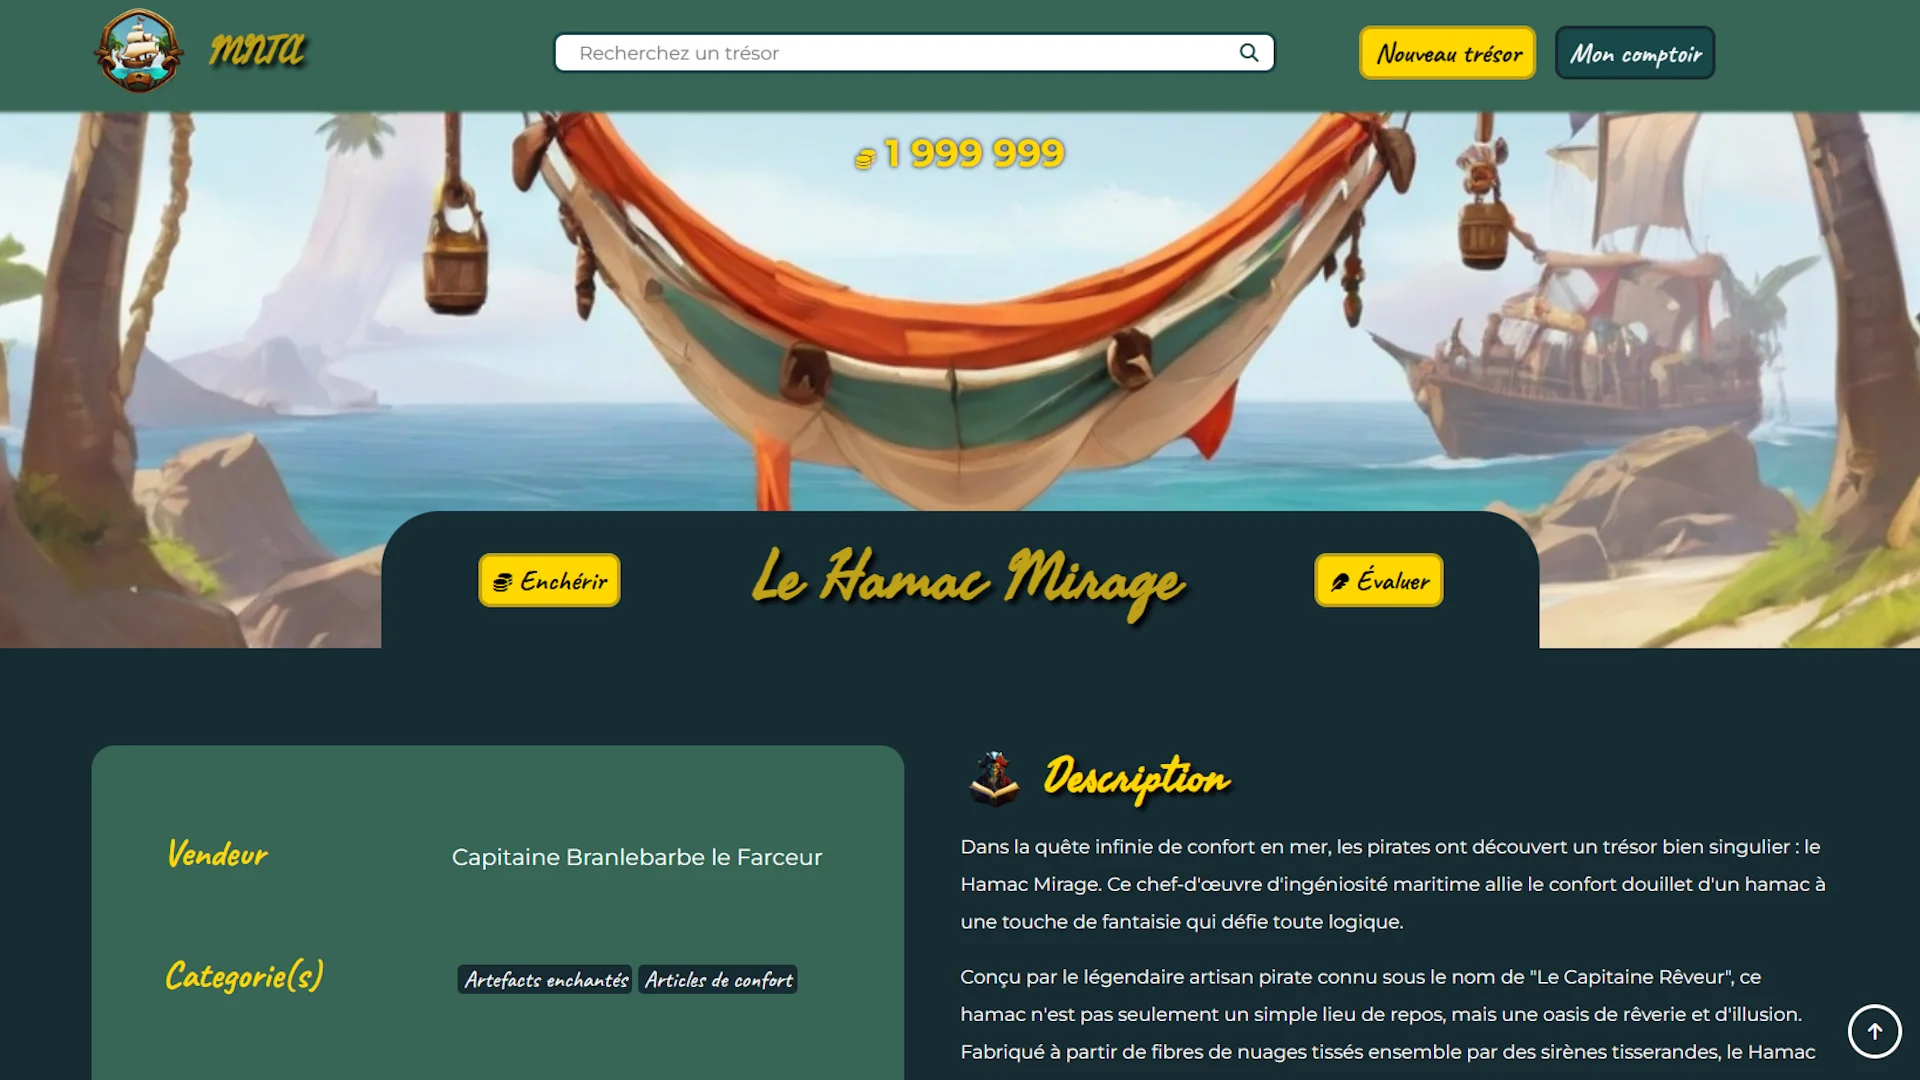 MNTA
Recherchez un trésor
Nouveau trésor
Mon comptoir
1 999 999
Enchérir
Le Hamac Mirage
Évaluer
Vendeur
Capitaine Branlebarbe le Farceur
Categorie(s)
Artefacts enchantés
Articles de confort
Description
Dans la quête infinie de confort en mer, les pirates ont découvert un trésor bien singulier : le
Hamac Mirage. Ce chef-d'œuvre d'ingéniosité maritime allie le confort douillet d'un hamac à
une touche de fantaisie qui défie toute logique.
Conçu par le légendaire artisan pirate connu sous le nom de "Le Capitaine Rêveur", ce
hamac n'est pas seulement un simple lieu de repos, mais une oasis de rêverie et d'illusion.
Fabriqué à partir de fibres de nuages tissés ensemble par des sirènes tisserandes, le Hamac